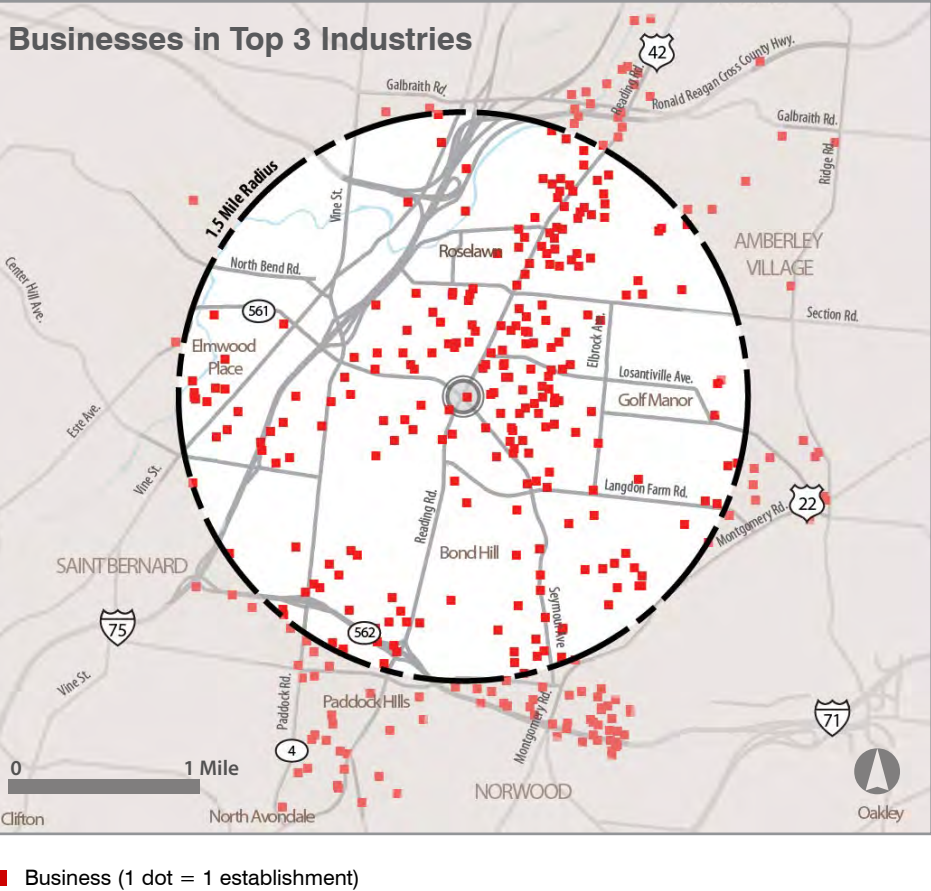 Businesses in Top 3 Industries
42
Ronald Reagan Cross County Hwy.
Reading Rd.
Galbraith Rd.
Galbraith Rd.
Ridge Rd.
1.5 Mile Radius
Vine St.
AMBERLEY
VILLAGE
Roselawn
North Bend Rd.
Center Hill Ave.
561
Section Rd.
Elbrock Ave.
Elmwood
Place
Losantiville Ave.
Golf Manor
Este Ave.
Vine St.
Langdon Farm Rd.
22
Montgomery Rd.
Reading Rd.
Bond Hill
SAINT BERNARD
Seymour Ave.
75
562
Vine St.
Paddock Rd.
Paddock HIlls
Montgomery Rd.
71
4
0
1 Mile
NORWOOD
Clifton
North Avondale
Oakley
Business (1 dot = 1 establishment)